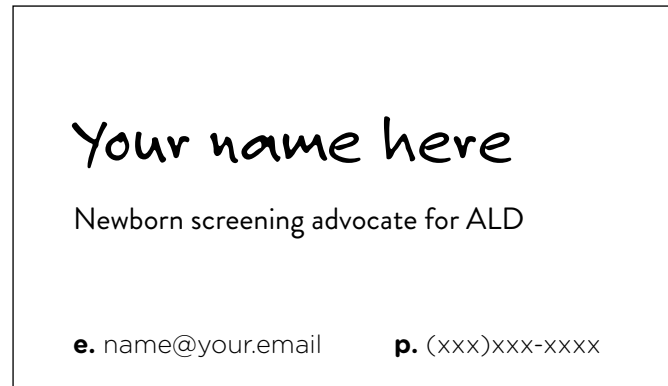 Your name here
Newborn screening advocate for ALD
e. name@your.email p. (xxx)xxx-xxxx